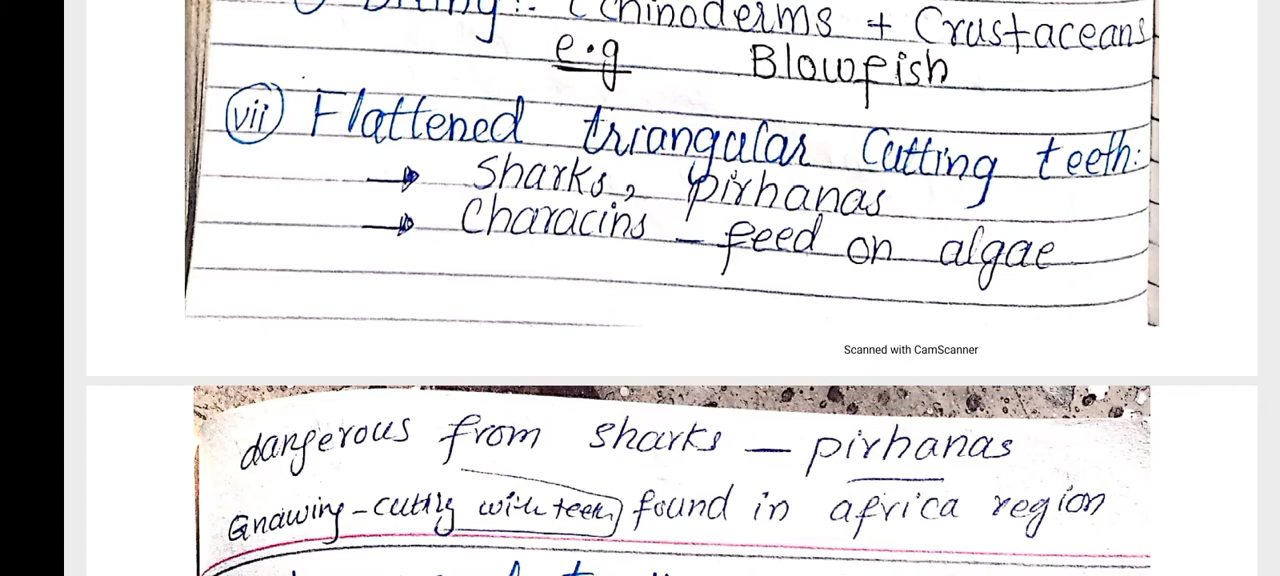 Biting :- Echinoderms + Crustaceans
e.g Blowfish
(vii) Flattened triangular Cutting teeth:
→ Sharks, pirhanas
→ Characins - feed on algae
Scanned with CamScanner
dangerous from sharks — pirhanas
Gnawing - cutting with teeth) found in africa region